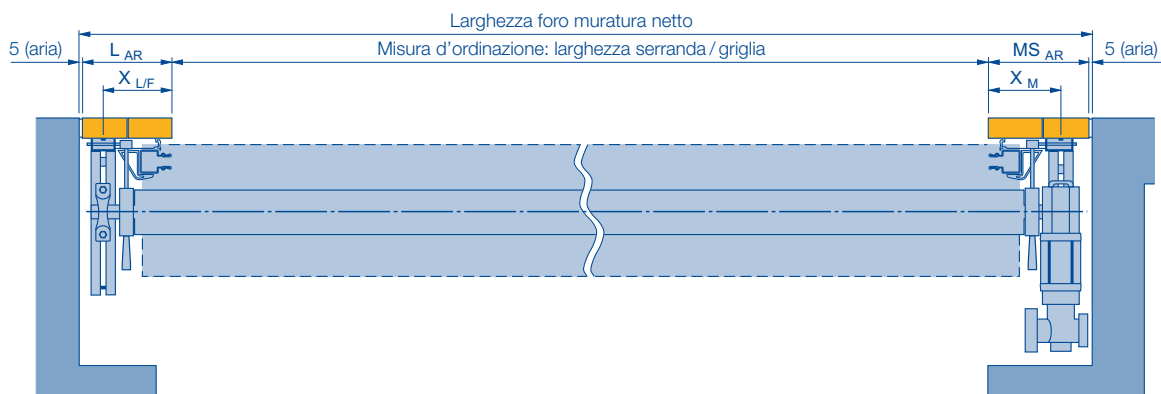 Larghezza foro muratura netto
5 (aria) L AR Misura d'ordinazione: larghezza serranda / griglia MS AR 5 (aria)
X L/F X M